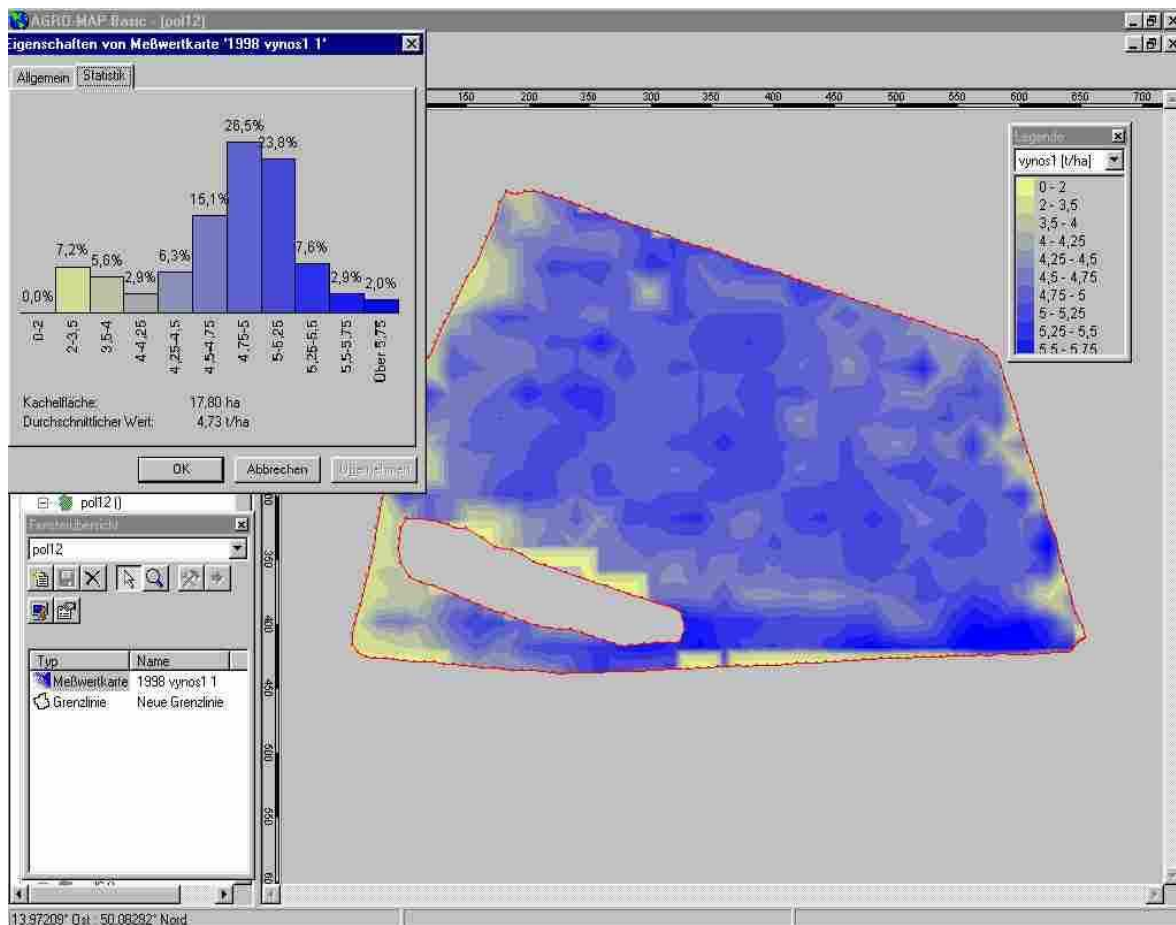 AGRO-MAP Basic - [pol12]
Eigenschaften von Meßwertkarte '1998 vynos1 1'
Allgemein Statistik
26,5%
23,8%
15,1%
7,2%
5,6%
2,9%
6,3%
7,6%
2,9%
2,0%
0,0%
0-2
2-3,5
3,5-4
4-4,25
4,25-4,5
4,5-4,75
4,75-5
5-5,25
5,25-5,5
5,5-5,75
Über 5,75
Kachelfläche: 17,80 ha
Durchschnittlicher Wert: 4,73 t/ha
OK Abbrechen Übernehmen
150 200 250 300 350 400 450 500 550 600 650 700
Legende
vynos1 [t/ha]
0 - 2
2 - 3,5
3,5 - 4
4 - 4,25
4,25 - 4,5
4,5 - 4,75
4,75 - 5
5 - 5,25
5,25 - 5,5
5,5 - 5,75
pol12 ()
Fensterübersicht
pol12
Typ Name
Meßwertkarte 1998 vynos1 1
Grenzlinie Neue Grenzlinie
350
400
450
500
550
13.97209° Ost : 50.08292° Nord